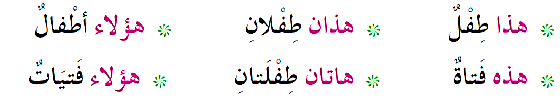 هذا طِفْلٌ هذان طِفْلانِ هؤلاء أطْفالٌ
هذه فَتاةٌ هاتان طِفْلَتانِ هؤلاء فَتَياتٌ